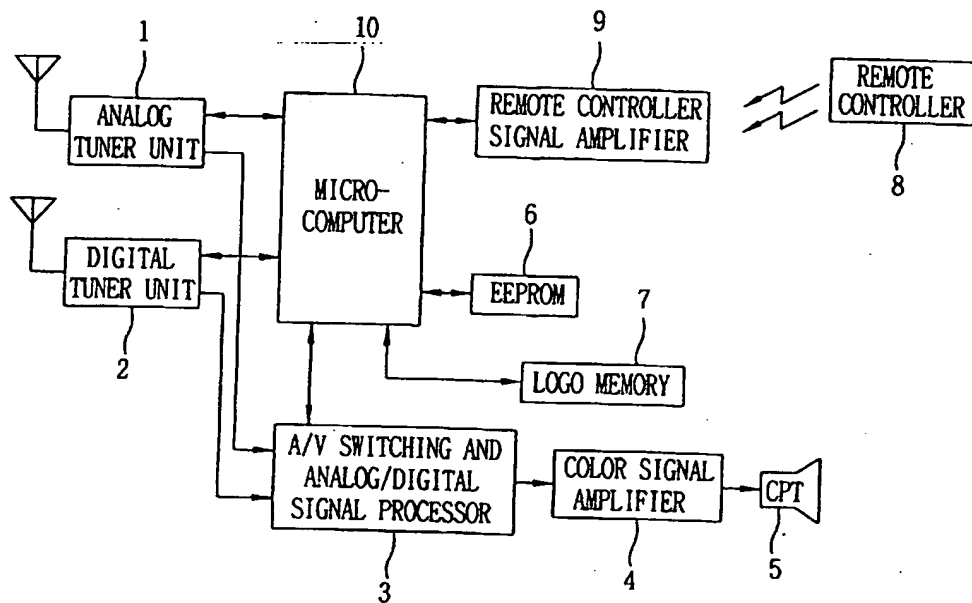 1
10
9
ANALOG
TUNER UNIT
REMOTE CONTROLLER
SIGNAL AMPLIFIER
REMOTE
CONTROLLER
8
MICRO-
COMPUTER
DIGITAL
TUNER UNIT
2
6
EEPROM
7
LOGO MEMORY
A/V SWITCHING AND
ANALOG/DIGITAL
SIGNAL PROCESSOR
3
COLOR SIGNAL
AMPLIFIER
4
CPT
5